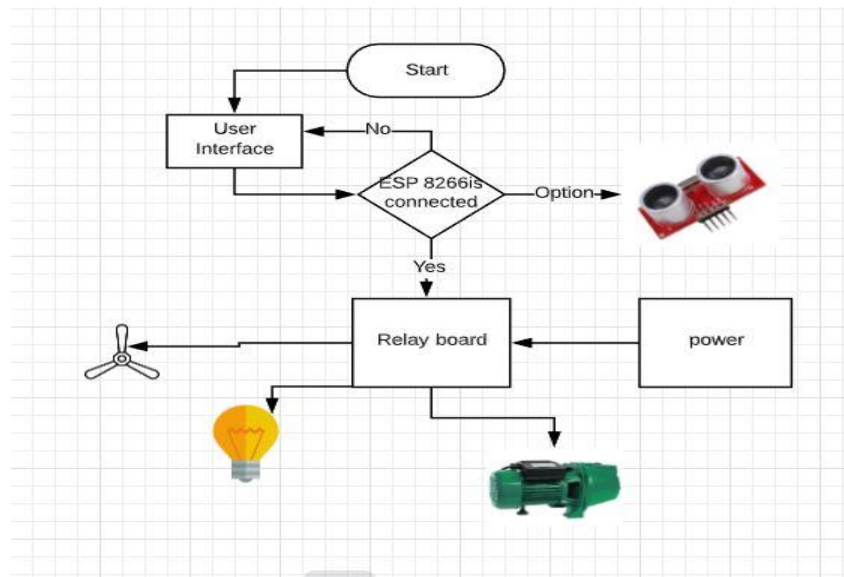 Start
User
Interface
No
ESP 8266is
connected
Option
Yes
Relay board
power